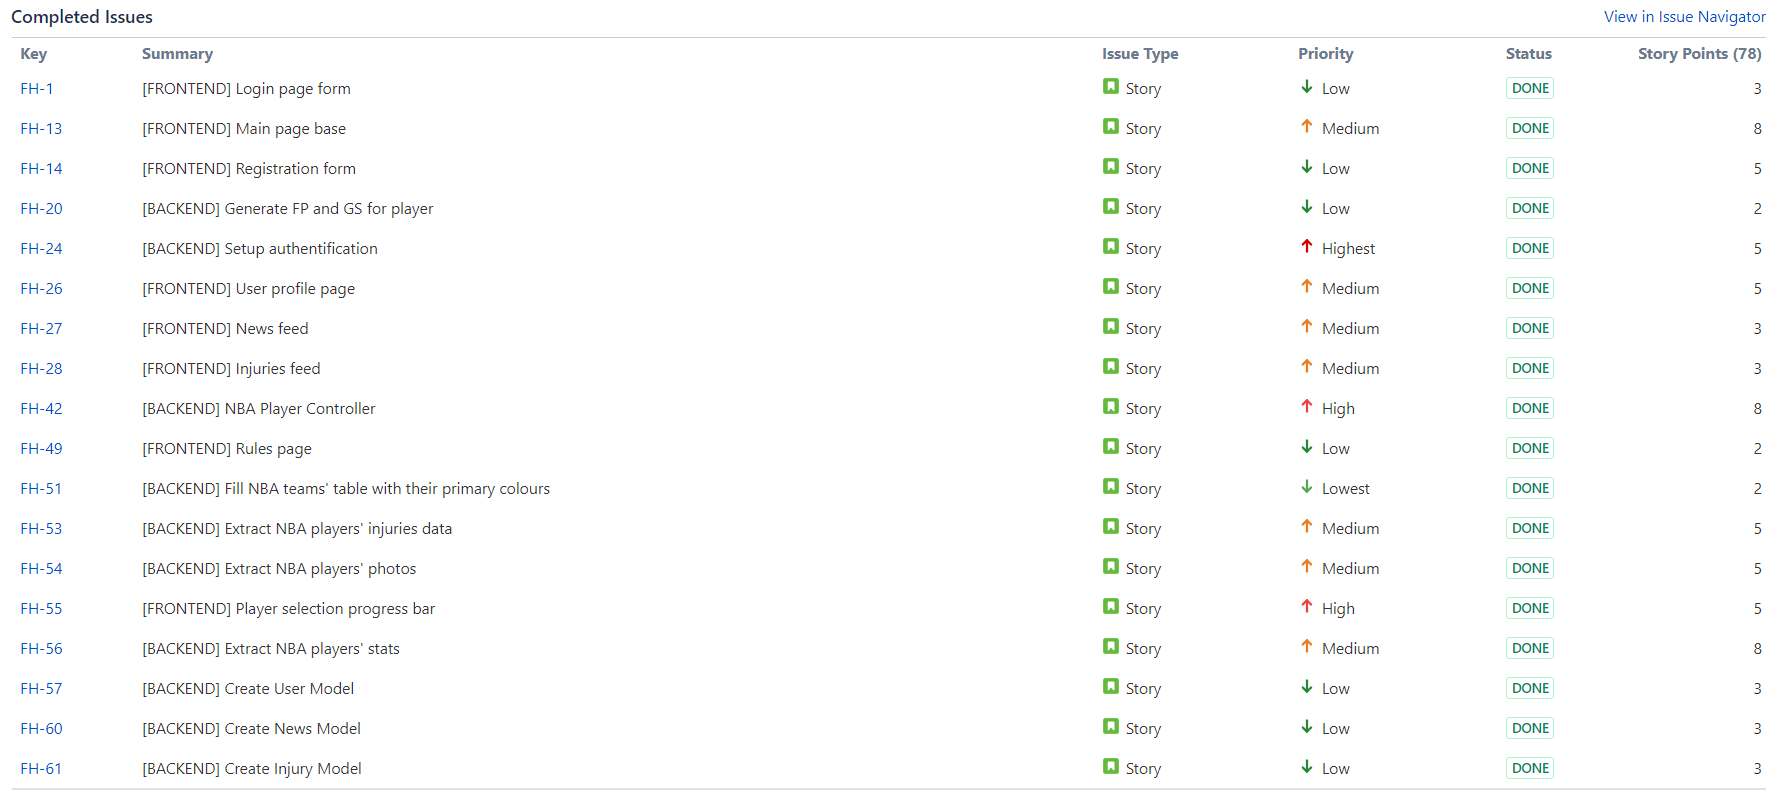 Completed Issues View in Issue Navigator
Key Summary Issue Type Priority Status Story Points (78)
FH-1 [FRONTEND] Login page form Story Low DONE 3
FH-13 [FRONTEND] Main page base Story Medium DONE 8
FH-14 [FRONTEND] Registration form Story Low DONE 5
FH-20 [BACKEND] Generate FP and GS for player Story Low DONE 2
FH-24 [BACKEND] Setup authentification Story Highest DONE 5
FH-26 [FRONTEND] User profile page Story Medium DONE 5
FH-27 [FRONTEND] News feed Story Medium DONE 3
FH-28 [FRONTEND] Injuries feed Story Medium DONE 3
FH-42 [BACKEND] NBA Player Controller Story High DONE 8
FH-49 [FRONTEND] Rules page Story Low DONE 2
FH-51 [BACKEND] Fill NBA teams' table with their primary colours Story Lowest DONE 2
FH-53 [BACKEND] Extract NBA players' injuries data Story Medium DONE 5
FH-54 [BACKEND] Extract NBA players' photos Story Medium DONE 5
FH-55 [FRONTEND] Player selection progress bar Story High DONE 5
FH-56 [BACKEND] Extract NBA players' stats Story Medium DONE 8
FH-57 [BACKEND] Create User Model Story Low DONE 3
FH-60 [BACKEND] Create News Model Story Low DONE 3
FH-61 [BACKEND] Create Injury Model Story Low DONE 3